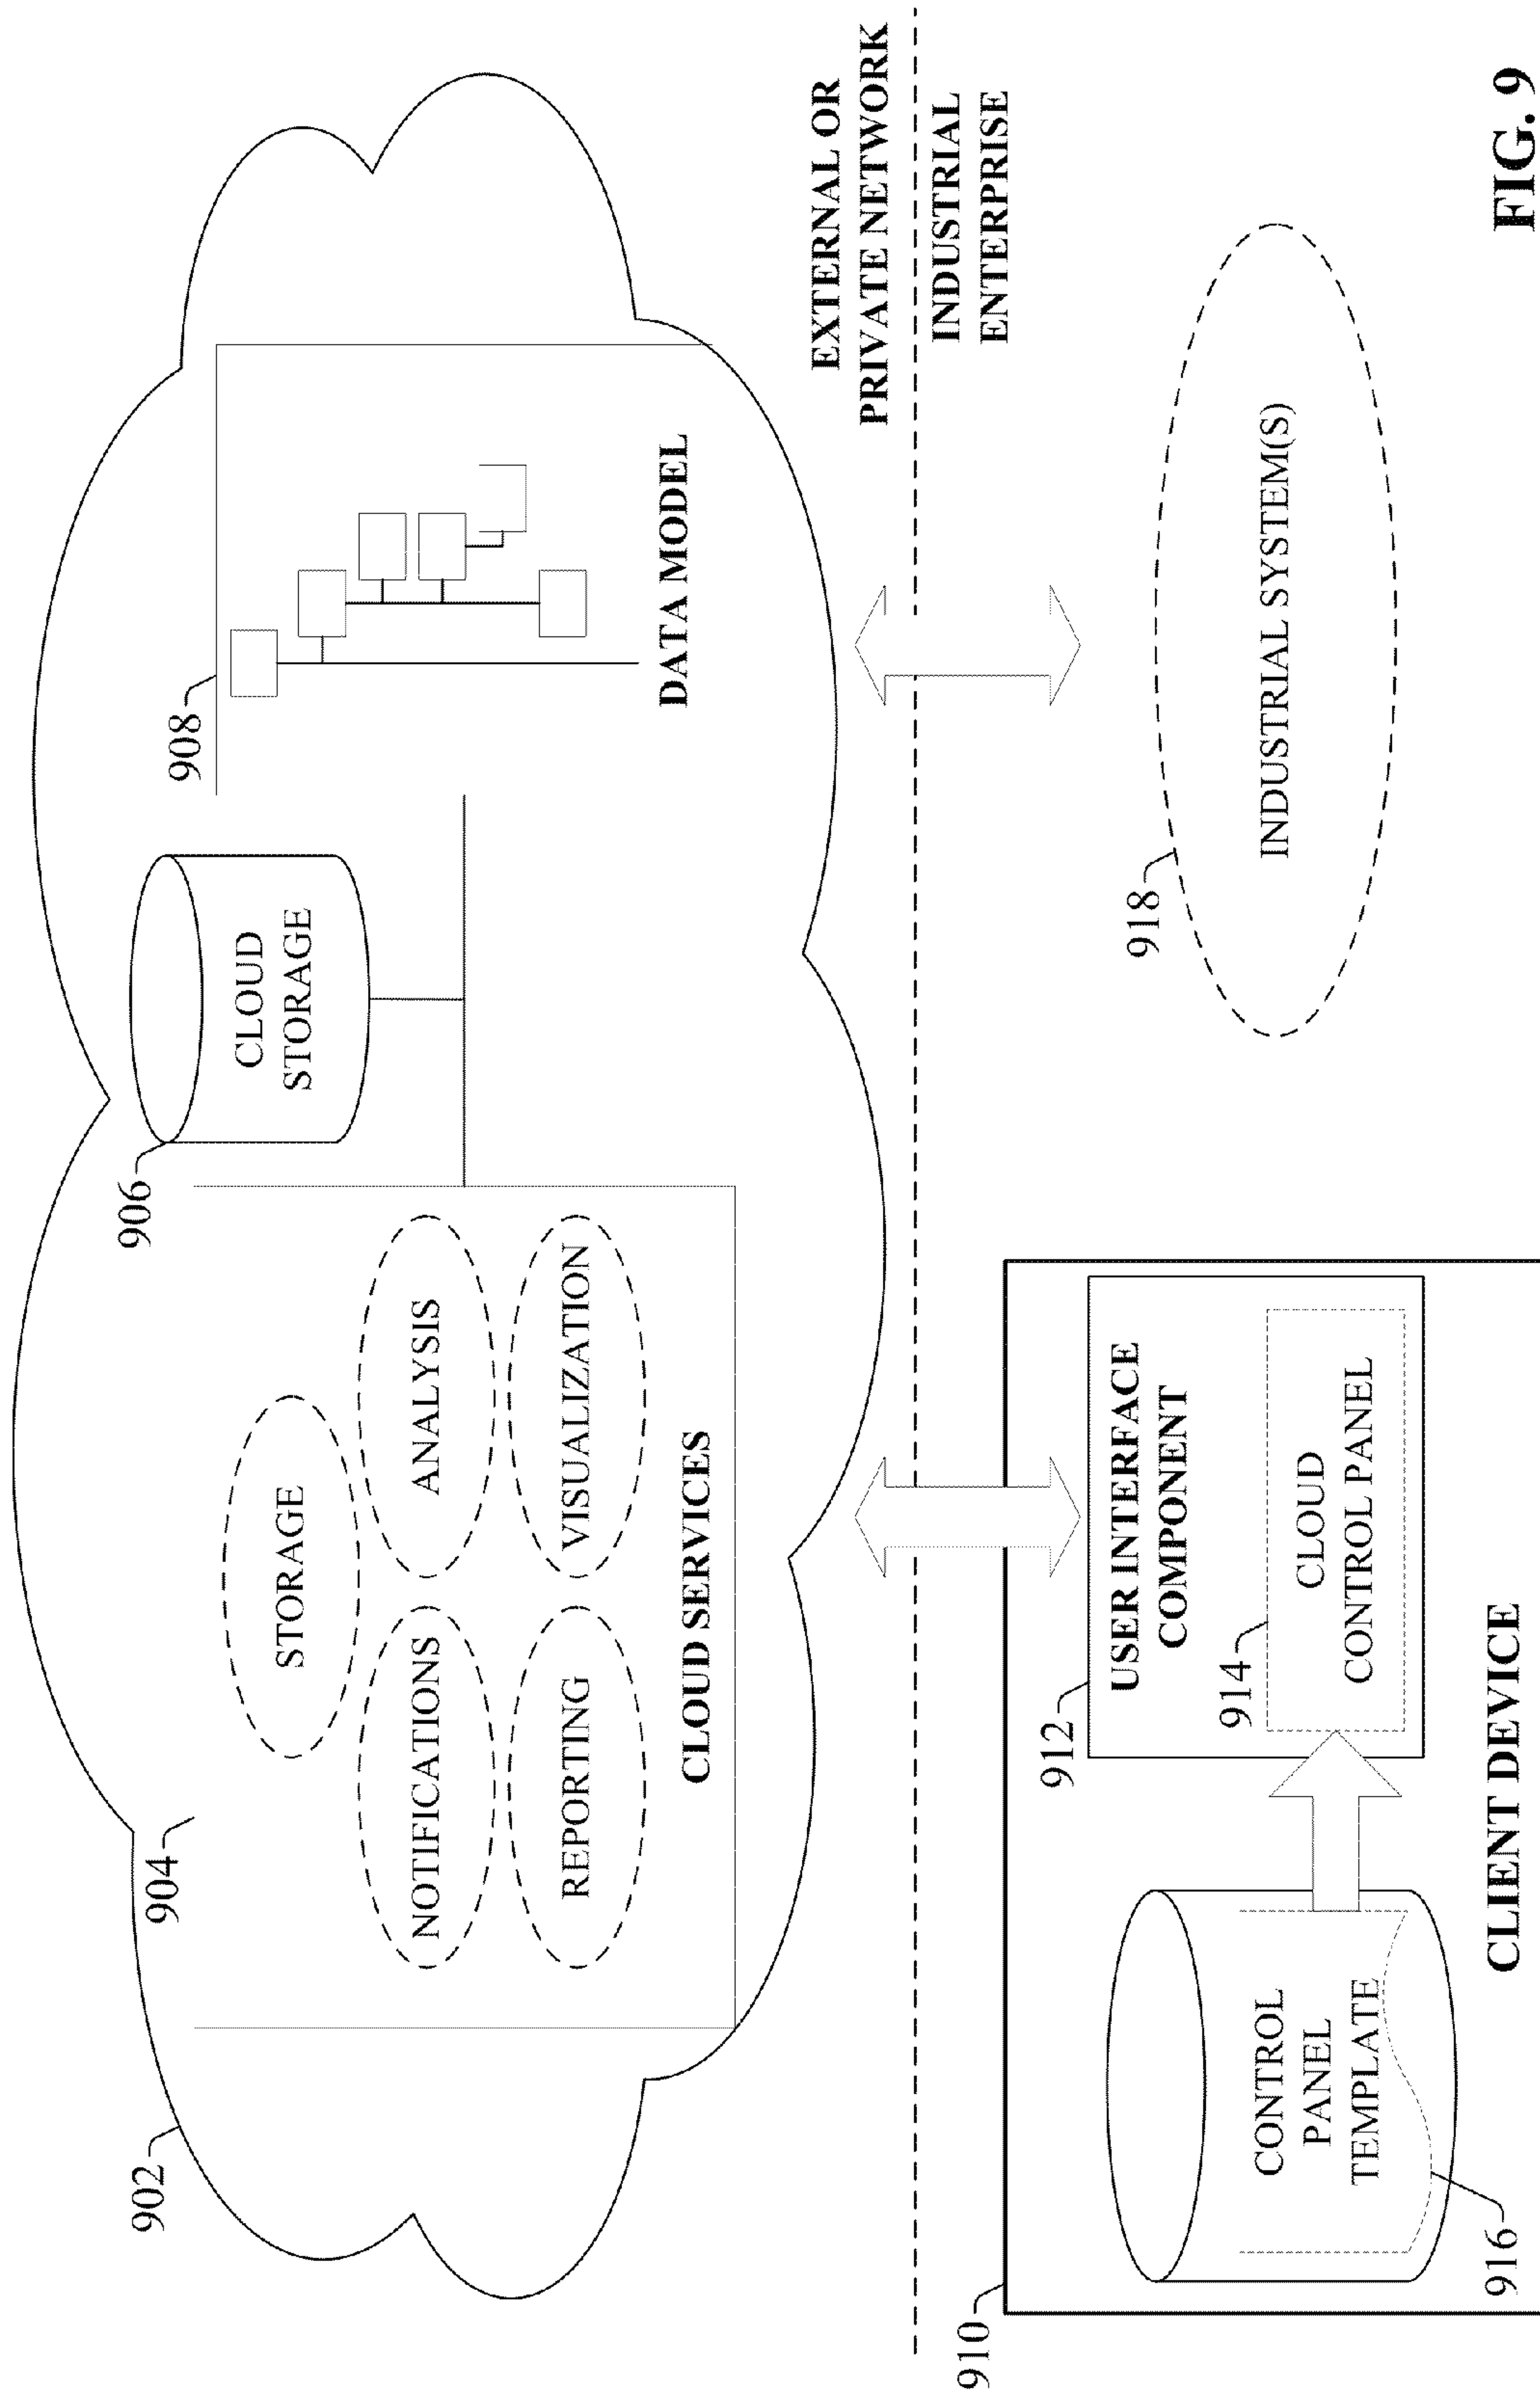 902
904
STORAGE
NOTIFICATIONS
ANALYSIS
REPORTING
VISUALIZATION
CLOUD SERVICES
906
CLOUD
STORAGE
908
DATA MODEL
EXTERNAL OR
PRIVATE NETWORK
INDUSTRIAL
ENTERPRISE
910
CONTROL
PANEL
TEMPLATE
916
912
USER INTERFACE
COMPONENT
914
CLOUD
CONTROL PANEL
CLIENT DEVICE
918
INDUSTRIAL SYSTEM(S)
FIG. 9